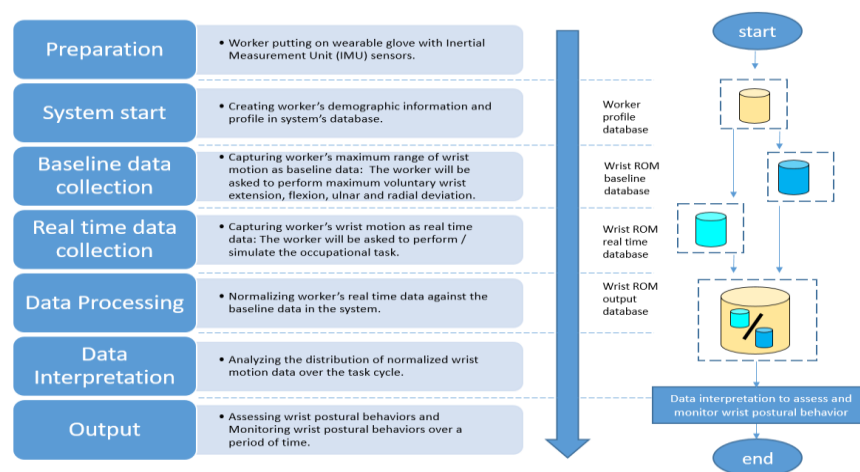 Preparation
• Worker putting on wearable glove with Inertial
Measurement Unit (IMU) sensors.
System start
• Creating worker's demographic information and
profile in system's database.
Baseline data
collection
• Capturing worker's maximum range of wrist
motion as baseline data: The worker will be
asked to perform maximum voluntary wrist
extension, flexion, ulnar and radial deviation.
Real time data
collection
• Capturing worker's wrist motion as real time
data: The worker will be asked to perform /
simulate the occupational task.
Data Processing
• Normalizing worker's real time data against the
baseline data in the system.
Data
Interpretation
• Analyzing the distribution of normalized wrist
motion data over the task cycle.
Output
• Assessing wrist postural behaviors and
Monitoring wrist postural behaviors over a
period of time.
start
Worker
profile
database
Wrist ROM
baseline
database
Wrist ROM
real time
database
Wrist ROM
output
database
Data interpretation to assess and
monitor wrist postural behavior
end